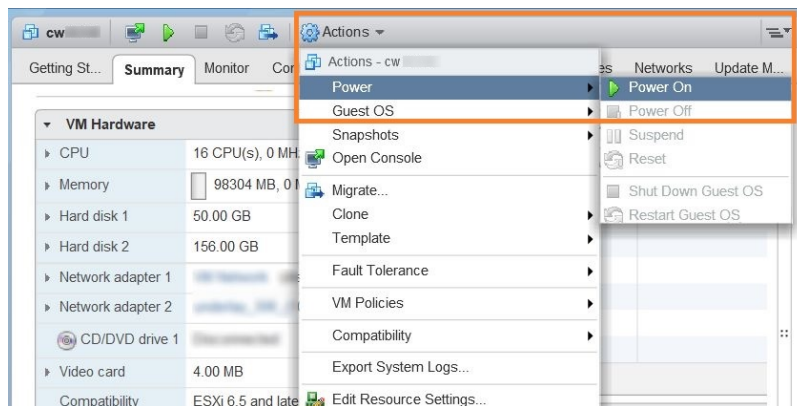 cw
Actions
Getting St...
Summary
Monitor
Actions - cw
Networks
Update M...
Power
Power On
Guest OS
Power Off
Snapshots
Suspend
Open Console
Reset
Migrate...
Shut Down Guest OS
Clone
Restart Guest OS
Template
Fault Tolerance
VM Policies
Compatibility
Export System Logs...
Edit Resource Settings...
VM Hardware
CPU
16 CPU(s), 0 MH
Memory
98304 MB, 0
Hard disk 1
50.00 GB
Hard disk 2
156.00 GB
Network adapter 1
Network adapter 2
CD/DVD drive 1
Video card
4.00 MB
Compatibility
ESXi 6.5 and late